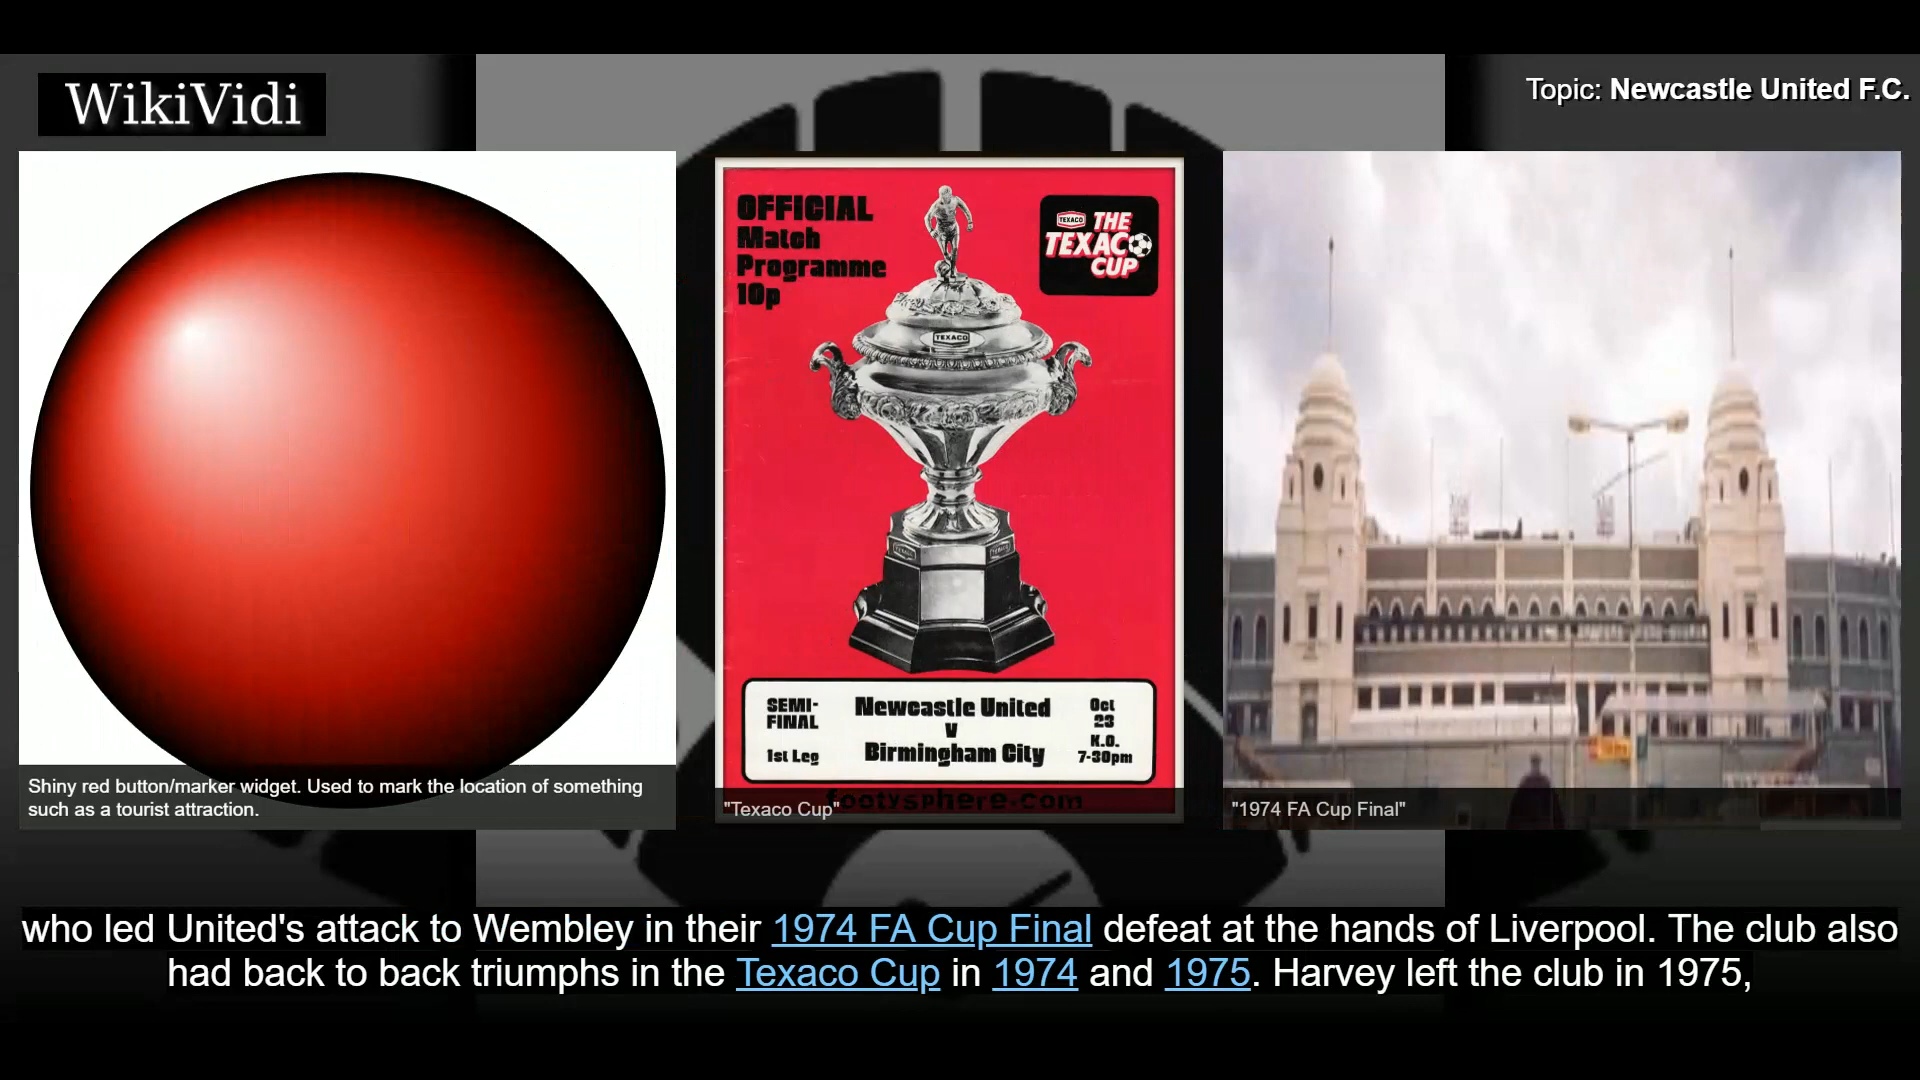 WikiVidi
Topic: Newcastle United F.C.
OFFICIAL
Match
Programme
10p
TEXACO
THE
TEXACO
CUP
TEXACO
TEXACO
TEXACO
SEMI-
FINAL
1st Leg
Newcastle United
V
Birmingham City
Oct
23
K.O.
7-30pm
footysphere.com
Shiny red button/marker widget. Used to mark the location of something
such as a tourist attraction.
"Texaco Cup"
"1974 FA Cup Final"
who led United's attack to Wembley in their 1974 FA Cup Final defeat at the hands of Liverpool. The club also
had back to back triumphs in the Texaco Cup in 1974 and 1975. Harvey left the club in 1975,